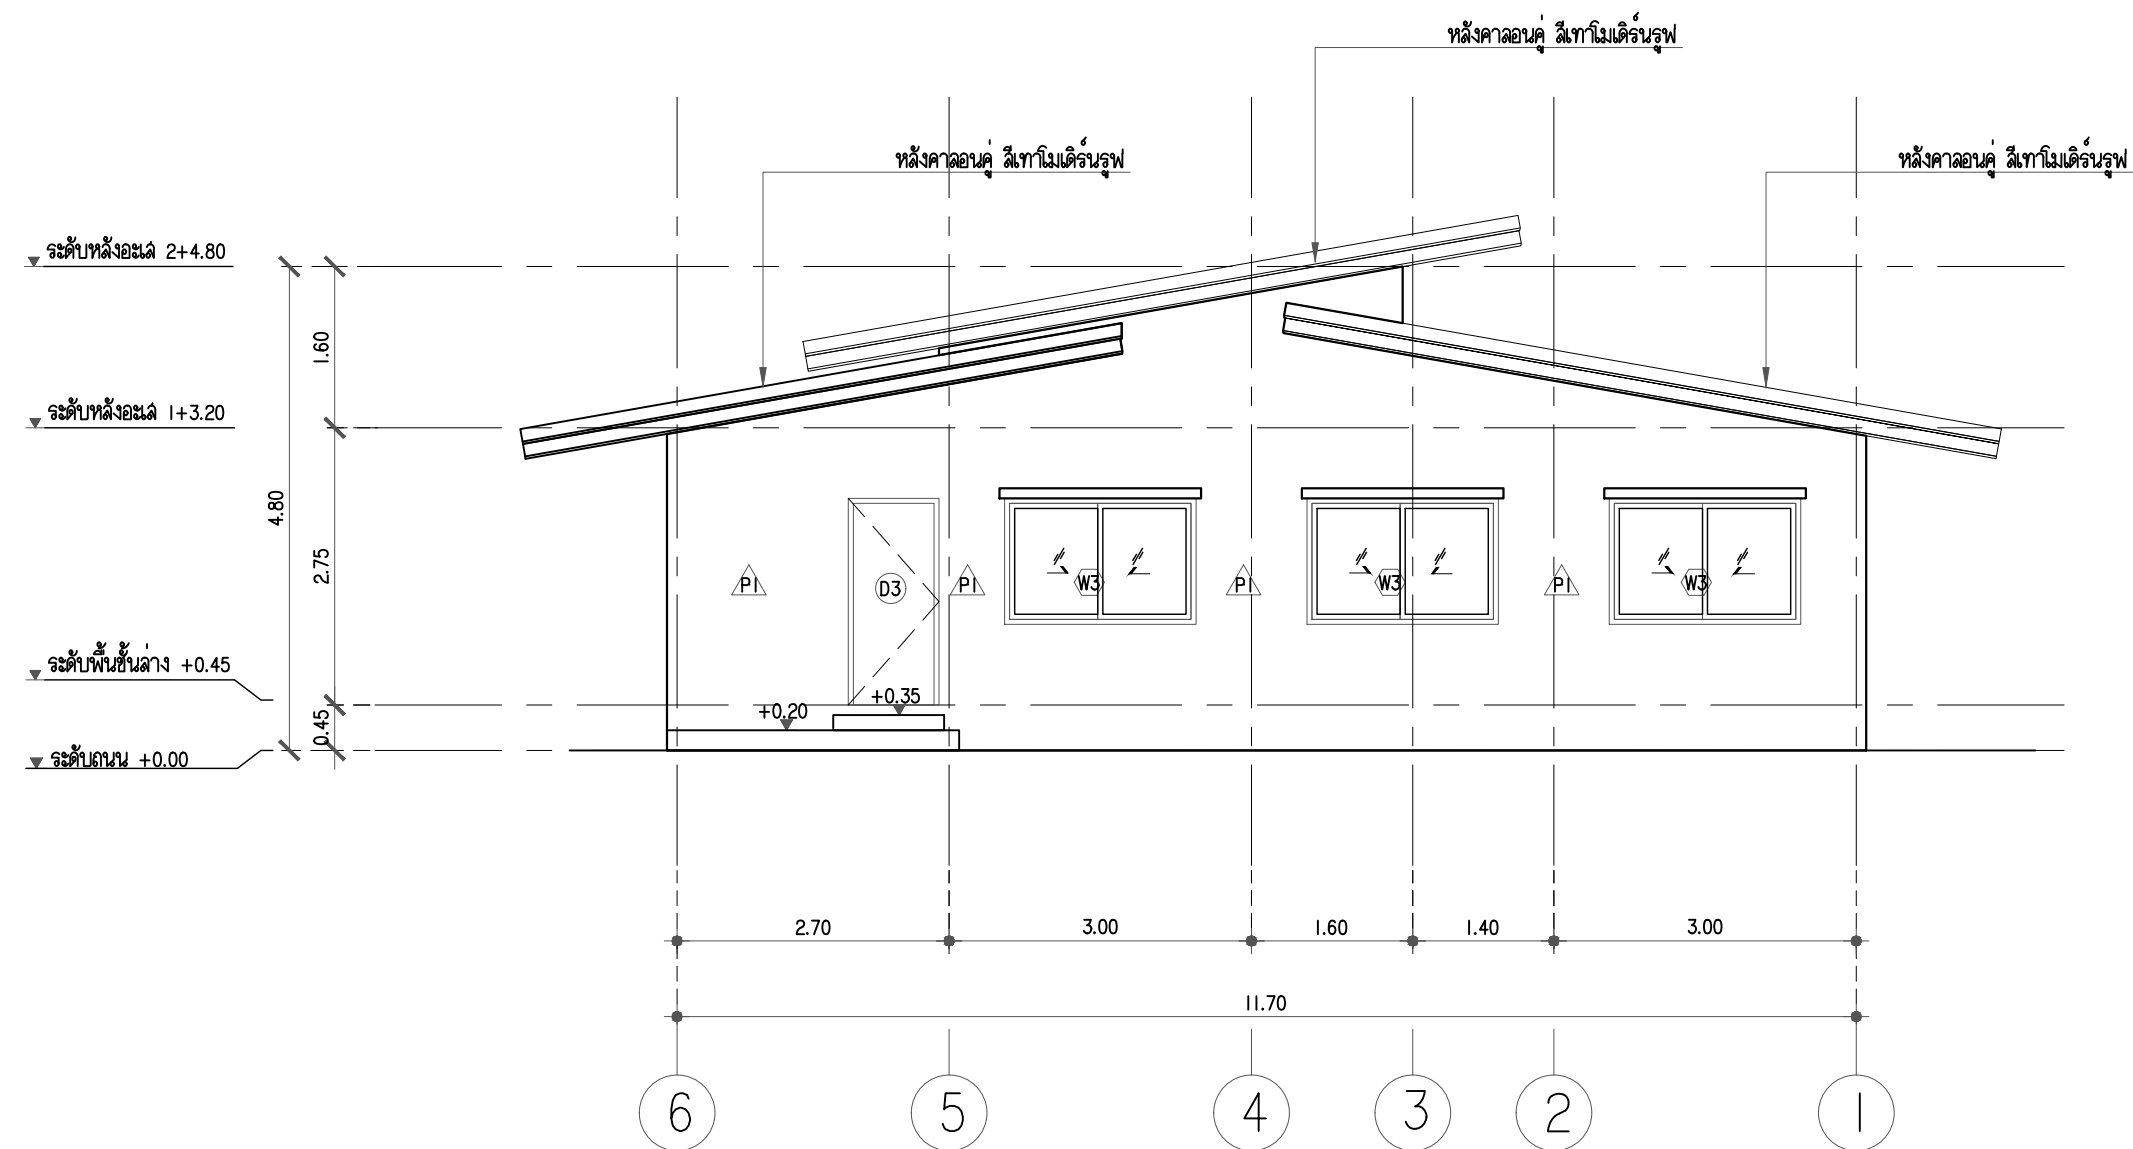 หลังคาลอนคู่ สีเทาโมเดิร์นรูฟ
หลังคาลอนคู่ สีเทาโมเดิร์นรูฟ
หลังคาลอนคู่ สีเทาโมเดิร์นรูฟ
ระดับหลังอะเส 2+4.80
1.60
ระดับหลังอะเส 1+3.20
4.80
2.75
P1
D3
P1
W3
P1
W3
P1
W3
ระดับพื้นชั้นล่าง +0.45
+0.20
+0.35
0.45
ระดับถนน +0.00
2.70
3.00
1.60
1.40
3.00
11.70
6
5
4
3
2
1